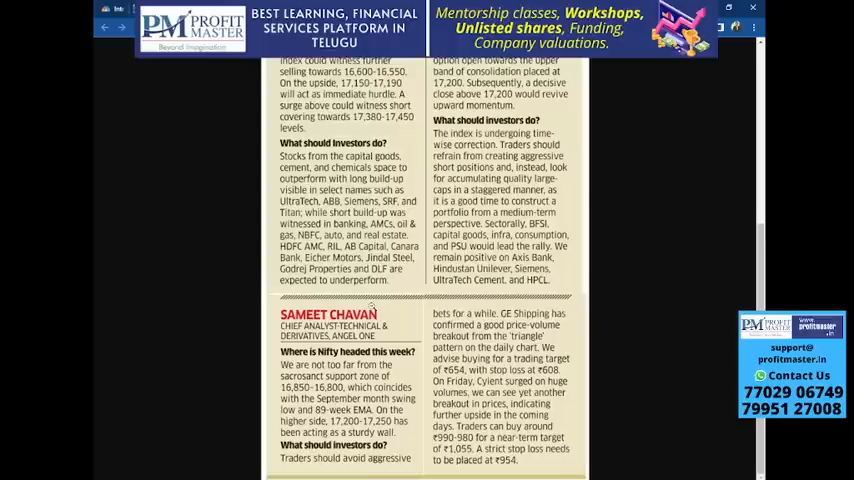 PM PROFIT
MASTER
Beyond Imagination
BEST LEARNING, FINANCIAL
SERVICES PLATFORM IN
TELUGU
Mentorship classes, Workshops,
Unlisted shares, Funding,
Company valuations.
index could witness further
selling towards 16,600-16,550.
On the upside, 17,150-17,190
will act as immediate hurdle. A
surge above could witness short
covering towards 17,380-17,450
levels.
What should Investors do?
Stocks from the capital goods,
cement, and chemicals space to
outperform with long build-up
visible in select names such as
UltraTech, ABB, Siemens, SRF, and
Titan; while short build-up was
witnessed in banking, AMCs, oil &
gas, NBFC, auto, and real estate.
HDFC AMC, RIL, AB Capital, Canara
Bank, Eicher Motors, Jindal Steel,
Godrej Properties and DLF are
expected to underperform.
option open towards the upper
band of consolidation placed at
17,200. Subsequently, a decisive
close above 17,200 would revive
upward momentum.
What should investors do?
The index is undergoing time-
wise correction. Traders should
refrain from creating aggressive
short positions and, instead, look
for accumulating quality large-
caps in a staggered manner, as
it is a good time to construct a
portfolio from a medium-term
perspective. Sectorally, BFSI,
capital goods, infra, consumption,
and PSU would lead the rally. We
remain positive on Axis Bank,
Hindustan Unilever, Siemens,
UltraTech Cement, and HPCL.
SAMEET CHAVAN
CHIEF ANALYST-TECHNICAL &
DERIVATIVES, ANGEL ONE
Where is Nifty headed this week?
We are not too far from the
sacrosanct support zone of
16,850-16,800, which coincides
with the September month swing
low and 89-week EMA. On the
higher side, 17,200-17,250 has
been acting as a sturdy wall.
What should investors do?
Traders should avoid aggressive
bets for a while. GE Shipping has
confirmed a good price-volume
breakout from the 'triangle'
pattern on the daily chart. We
advise buying for a trading target
of ₹654, with stop loss at ₹608.
On Friday, Cyient surged on huge
volumes, we can see yet another
breakout in prices, indicating
further upside in the coming
days. Traders can buy around
₹990-980 for a near-term target
of ₹1,055. A strict stop loss needs
to be placed at ₹954.
PM PROFIT
MASTER
www.
profitmaster
.in
support@
profitmaster.in
Contact Us
77029 06749
79951 27008